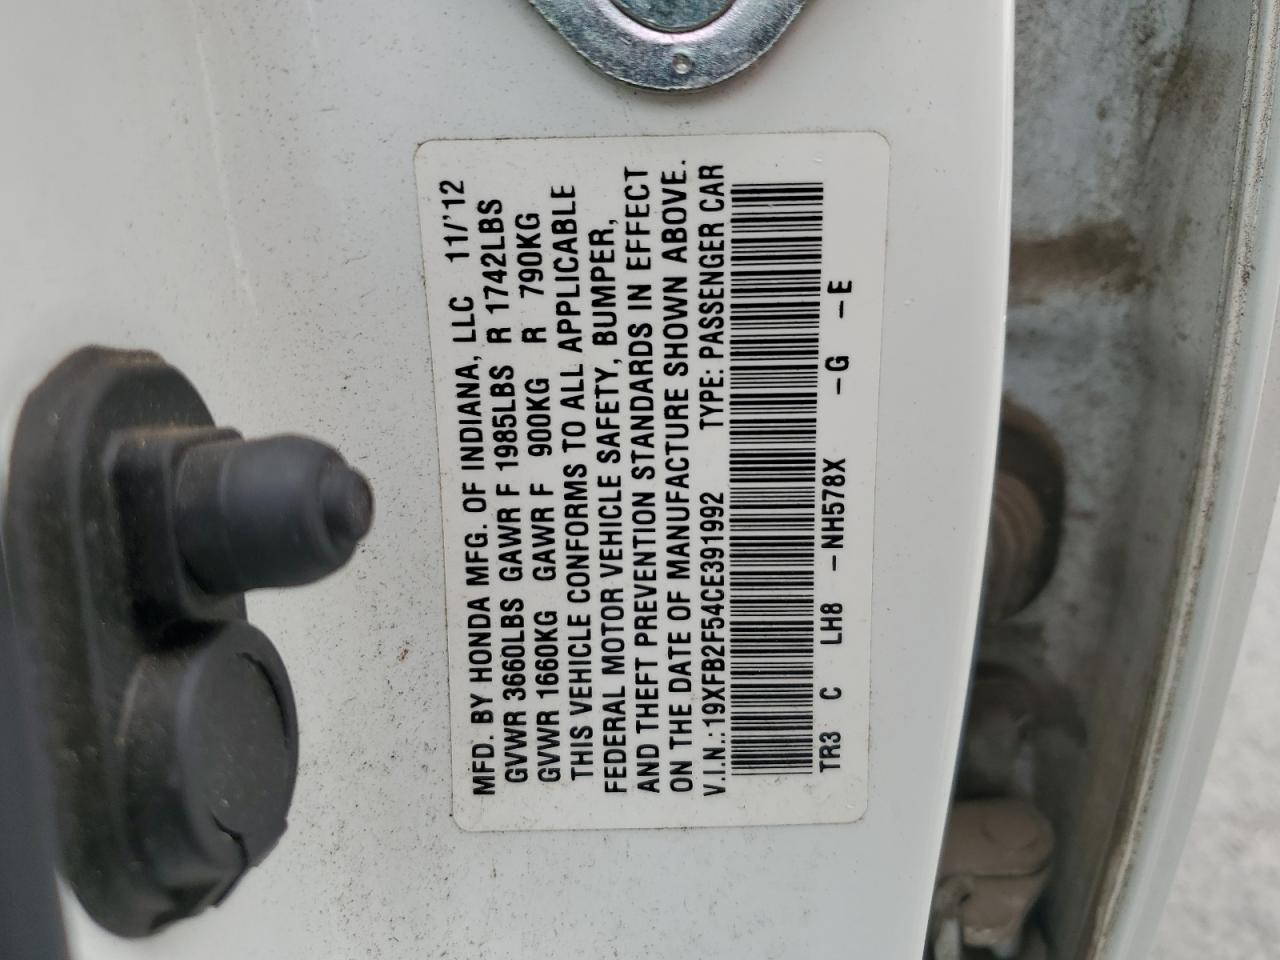 MFD. BY HONDA MFG. OF INDIANA, LLC 11/'12
GVWR 3660LBS GAWR F 1985LBS R 1742LBS
GVWR 1660KG GAWR F 900KG R 790KG
THIS VEHICLE CONFORMS TO ALL APPLICABLE
FEDERAL MOTOR VEHICLE SAFETY, BUMPER,
AND THEFT PREVENTION STANDARDS IN EFFECT
ON THE DATE OF MANUFACTURE SHOWN ABOVE.
V.I.N.: 19XFB2F54CE391992 TYPE: PASSENGER CAR
TR3 C LH8 -NH578X -G -E